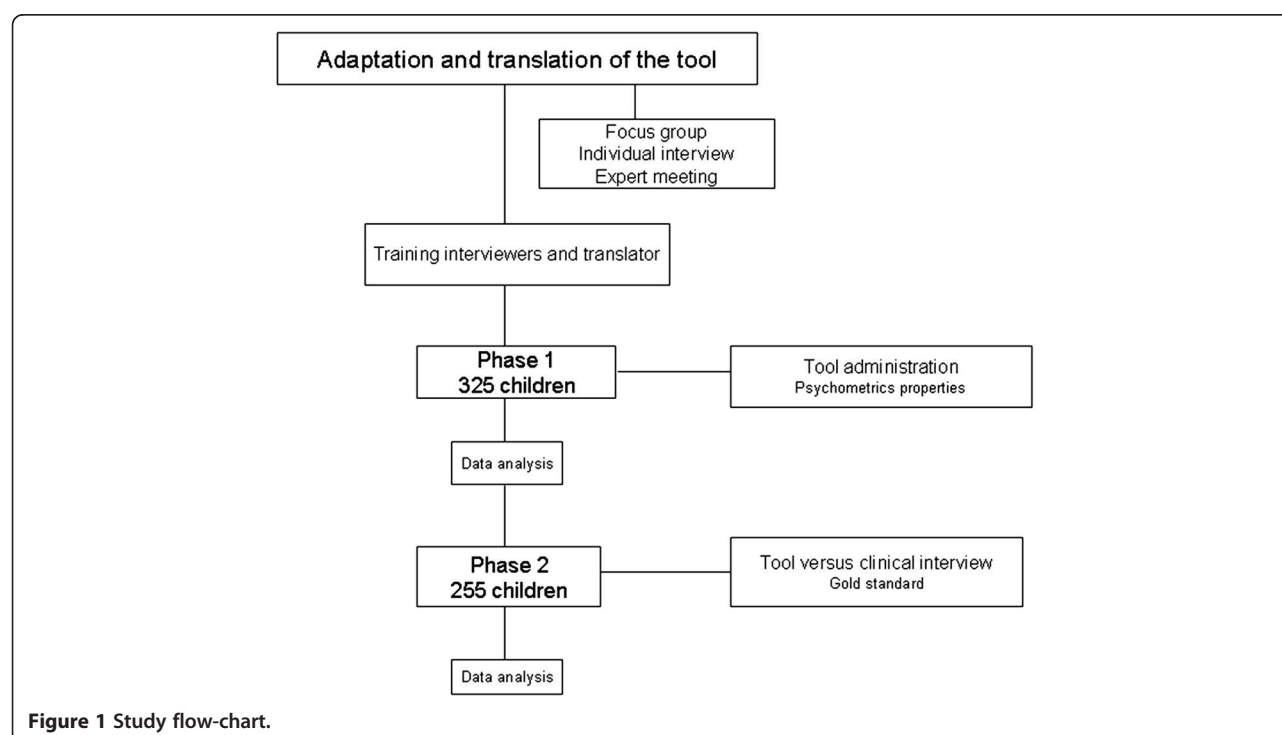 Adaptation and translation of the tool
Focus group
Individual interview
Expert meeting
Training interviewers and translator
Phase 1
325 children
Tool administration
Psychometrics properties
Data analysis
Phase 2
255 children
Tool versus clinical interview
Gold standard
Data analysis
Figure 1 Study flow-chart.